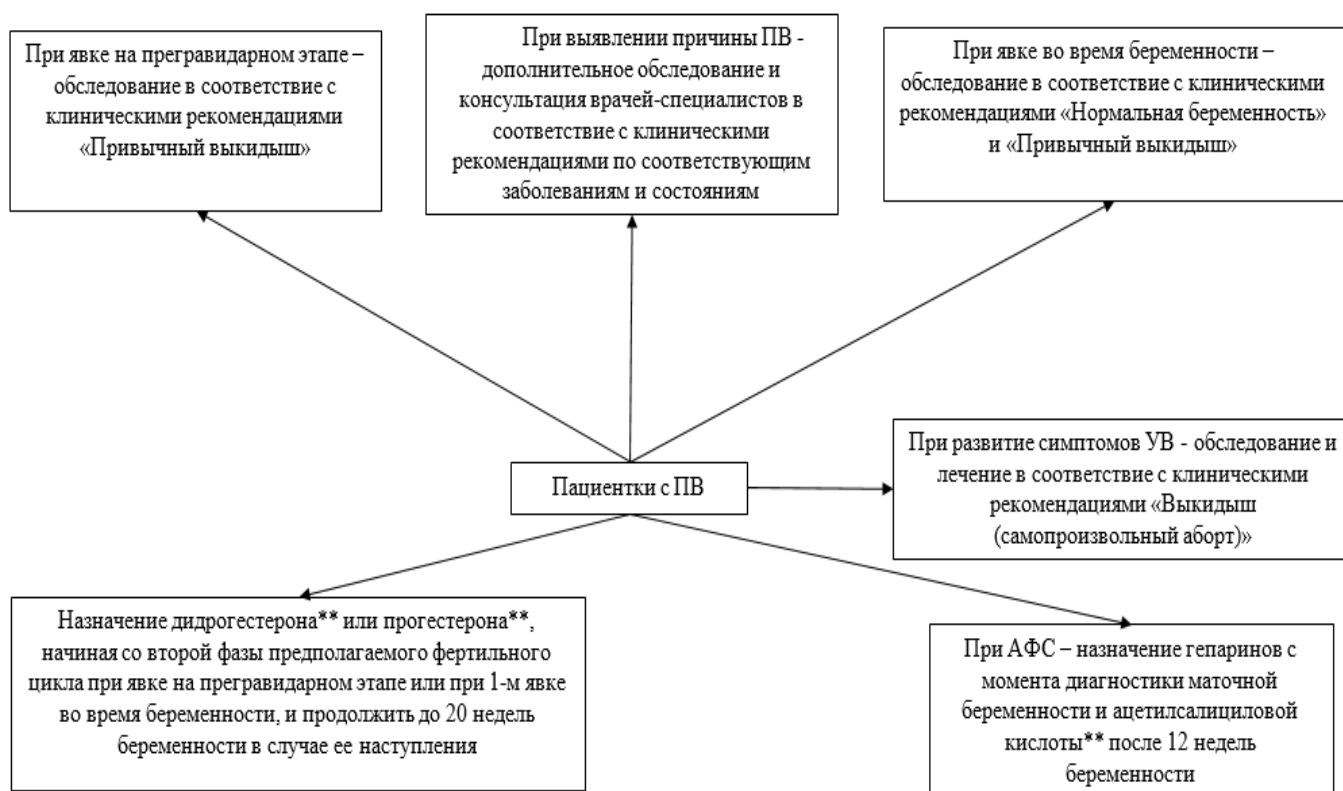 При явке на прегравидарном этапе –
обследование в соответствие с
клиническими рекомендациями
«Привычный выкидыш»
При выявлении причины ПВ -
дополнительное обследование и
консультация врачей-специалистов в
соответствие с клиническими
рекомендациями по соответствующим
заболеваниям и состояниям
При явке во время беременности –
обследование в соответствие с клиническими
рекомендациями «Нормальная беременность»
и «Привычный выкидыш»
Пациентки с ПВ
При развитие симптомов УВ - обследование и
лечение в соответствие с клиническими
рекомендациями «Выкидыш
(самопроизвольный аборт)»
Назначение дидрогестерона** или прогестерона**,
начиная со второй фазы предполагаемого фертильного
цикла при явке на прегравидарном этапе или при 1-м явке
во время беременности, и продолжить до 20 недель
беременности в случае ее наступления
При АФС – назначение гепаринов с
момента диагностики маточной
беременности и ацетилсалициловой
кислоты** после 12 недель
беременности